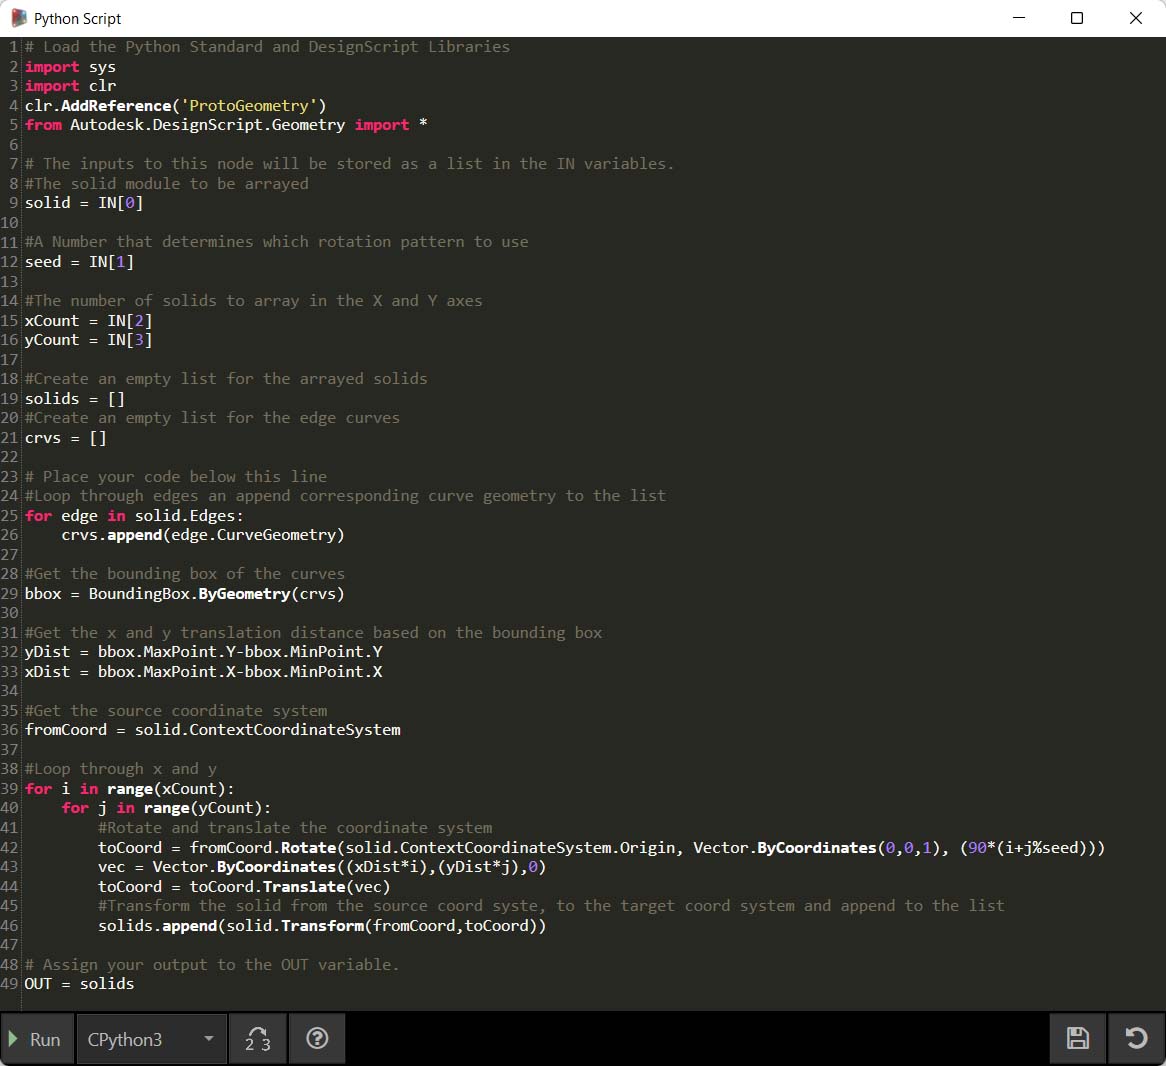 Python Script
1 # Load the Python Standard and DesignScript Libraries
2 import sys
3 import clr
4 clr.AddReference('ProtoGeometry')
5 from Autodesk.DesignScript.Geometry import *
6
7 # The inputs to this node will be stored as a list in the IN variables.
8 #The solid module to be arrayed
9 solid = IN[0]
10
11 #A Number that determines which rotation pattern to use
12 seed = IN[1]
13
14 #The number of solids to array in the X and Y axes
15 xCount = IN[2]
16 yCount = IN[3]
17
18 #Create an empty list for the arrayed solids
19 solids = []
20 #Create an empty list for the edge curves
21 crvs = []
22
23 # Place your code below this line
24 #Loop through edges an append corresponding curve geometry to the list
25 for edge in solid.Edges:
26     crvs.append(edge.CurveGeometry)
27
28 #Get the bounding box of the curves
29 bbox = BoundingBox.ByGeometry(crvs)
30
31 #Get the x and y translation distance based on the bounding box
32 yDist = bbox.MaxPoint.Y-bbox.MinPoint.Y
33 xDist = bbox.MaxPoint.X-bbox.MinPoint.X
34
35 #Get the source coordinate system
36 fromCoord = solid.ContextCoordinateSystem
37
38 #Loop through x and y
39 for i in range(xCount):
40     for j in range(yCount):
41         #Rotate and translate the coordinate system
42         toCoord = fromCoord.Rotate(solid.ContextCoordinateSystem.Origin, Vector.ByCoordinates(0,0,1), (90*(i+j%seed)))
43         vec = Vector.ByCoordinates((xDist*i),(yDist*j),0)
44         toCoord = toCoord.Translate(vec)
45         #Transform the solid from the source coord syste, to the target coord system and append to the list
46         solids.append(solid.Transform(fromCoord,toCoord))
47
48 # Assign your output to the OUT variable.
49 OUT = solids
Run CPython3 2 3 ?